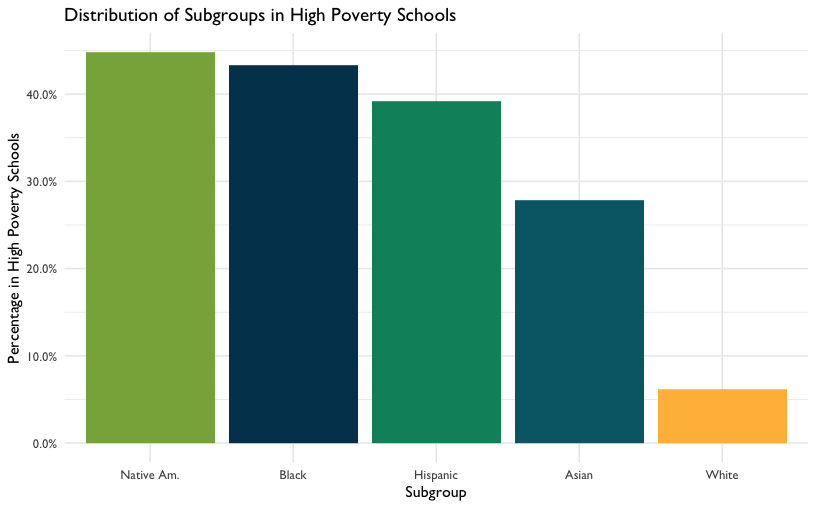 Distribution of Subgroups in High Poverty Schools
Percentage in High Poverty Schools
40.0%
30.0%
20.0%
10.0%
0.0%
Native Am.
Black
Hispanic
Asian
White
Subgroup